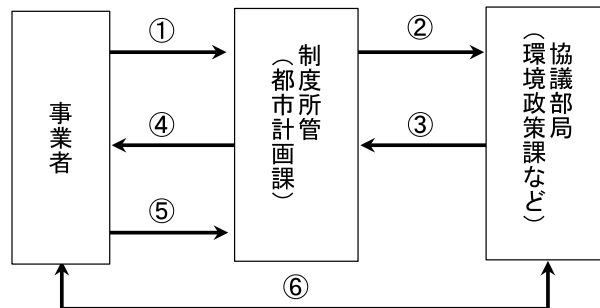 ①
②
③
④
⑤
⑥
事業者
制度所管
(都市計画課)
協議部局
(環境政策課など)